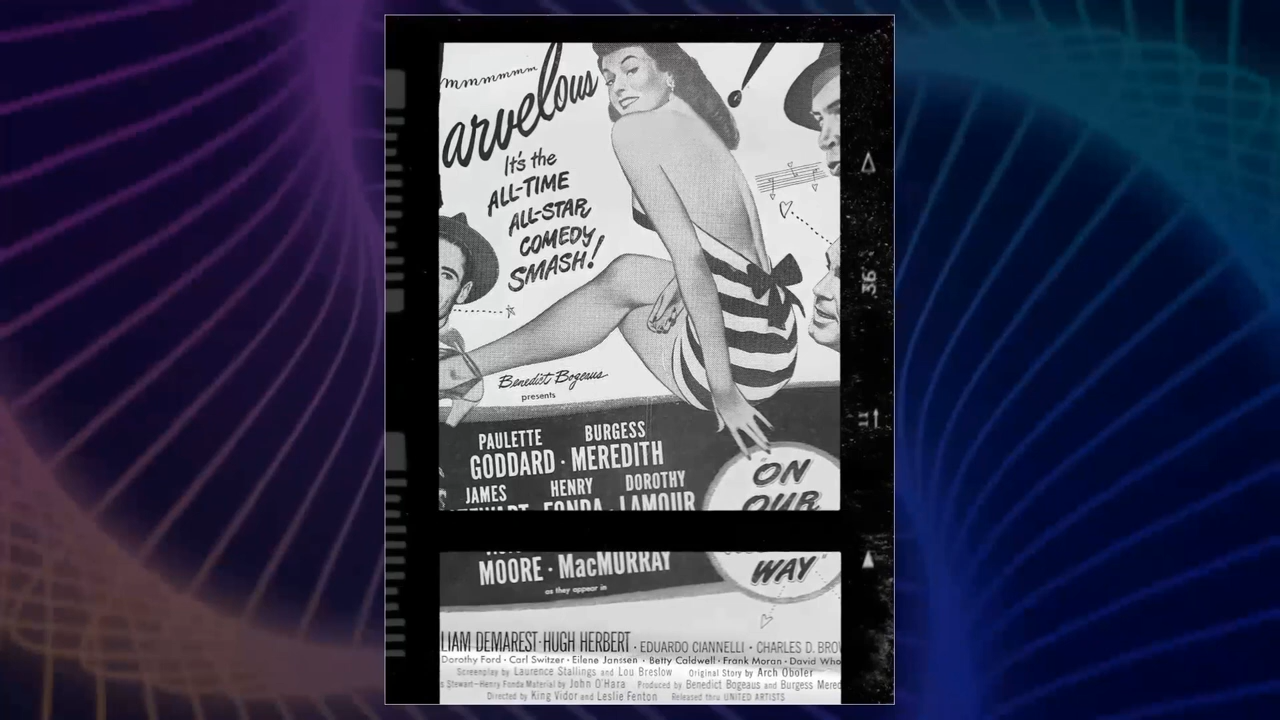 mmmmmmm
arvelous!
It's the
ALL-TIME
ALL-STAR
COMEDY
SMASH!
Benedict Bogeaus
presents
PAULETTE BURGESS
GODDARD · MEREDITH
JAMES HENRY DOROTHY
FONDA · LAMOUR
"ON
OUR
MOORE · MacMURRAY
WAY"
as they appear in
LIAM DEMAREST · HUGH HERBERT · EDUARDO CIANNELLI · CHARLES D. BRO
Dorothy Ford · Carl Switzer · Eilene Janssen · Betty Caldwell · Frank Moran · David Who
Screenplay by Laurence Stallings and Lou Breslow Original Story by Arch Oboler
s Stewart—Henry Fonda Material by John O'Hara Produced by Benedict Bogeaus and Burgess Mered
Directed by King Vidor and Leslie Fenton Released thru UNITED ARTISTS
36